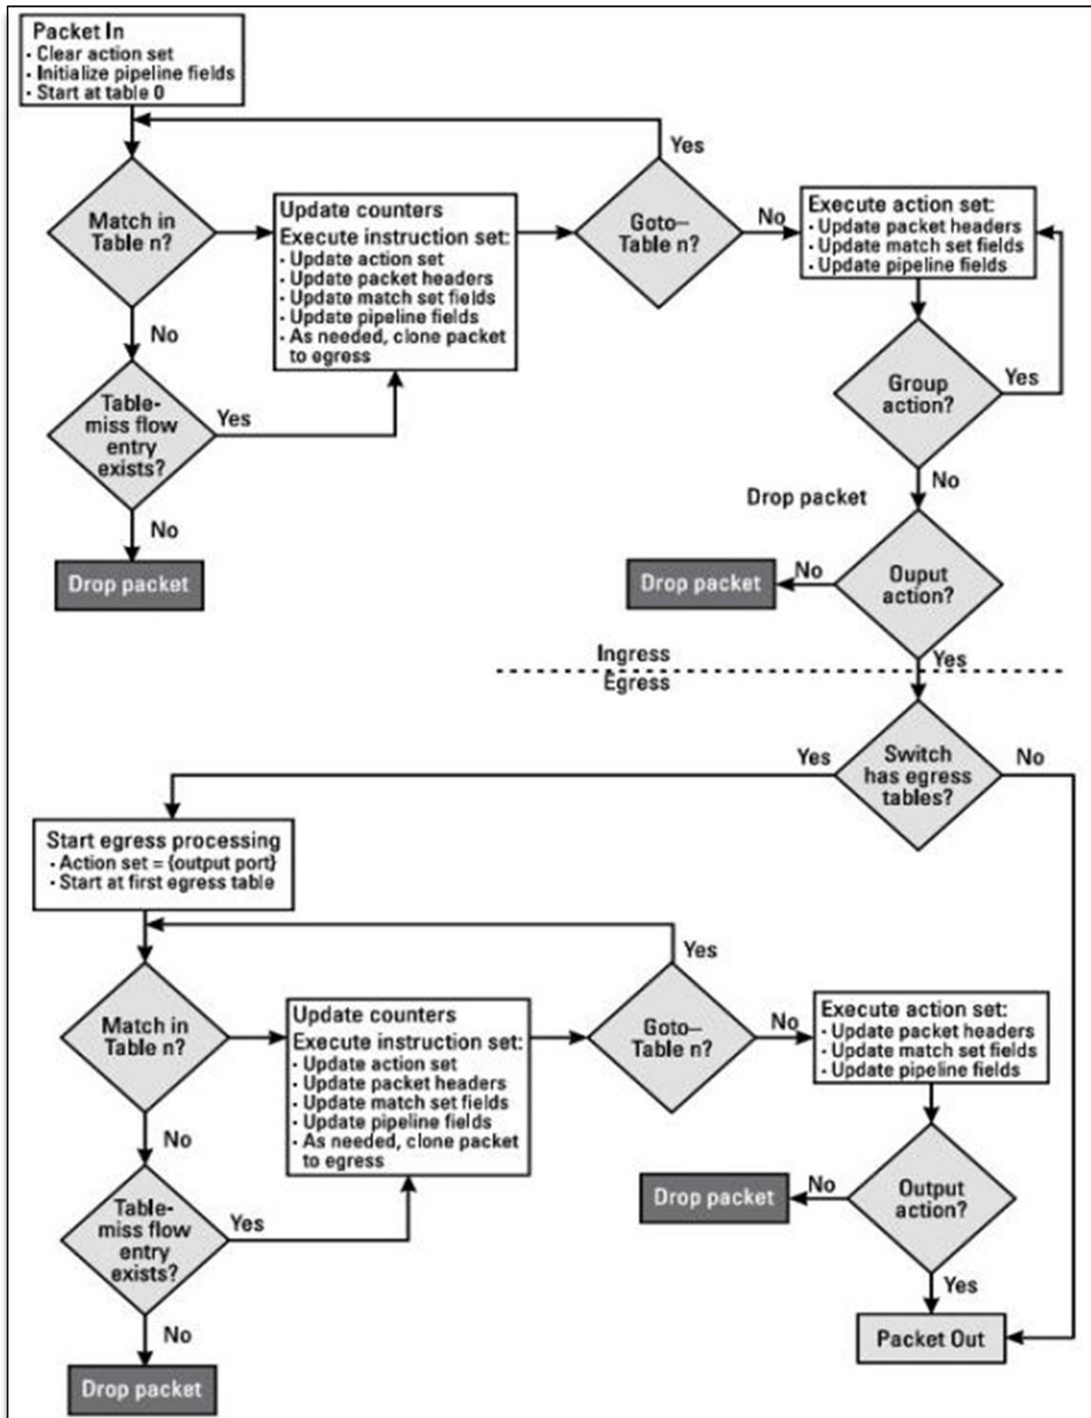 Packet In
· Clear action set
· Initialize pipeline fields
· Start at table 0
Yes
Match in
Table n?
Update counters
Execute instruction set:
· Update action set
· Update packet headers
· Update match set fields
· Update pipeline fields
· As needed, clone packet
to egress
Goto–
Table n?
No
Execute action set:
· Update packet headers
· Update match set fields
· Update pipeline fields
No
Table-
miss flow
entry
exists?
Yes
Group
action?
Yes
No
Drop packet
No
Drop packet
Ouput
action?
No
Drop packet
Ingress
Yes
Egress
Switch
has egress
tables?
Yes
No
Start egress processing
· Action set = {output port}
· Start at first egress table
Yes
Match in
Table n?
Update counters
Execute instruction set:
· Update action set
· Update packet headers
· Update match set fields
· Update pipeline fields
· As needed, clone packet
to egress
Goto–
Table n?
No
Execute action set:
· Update packet headers
· Update match set fields
· Update pipeline fields
No
Table-
miss flow
entry
exists?
Yes
Output
action?
No
Drop packet
Yes
Packet Out
No
Drop packet